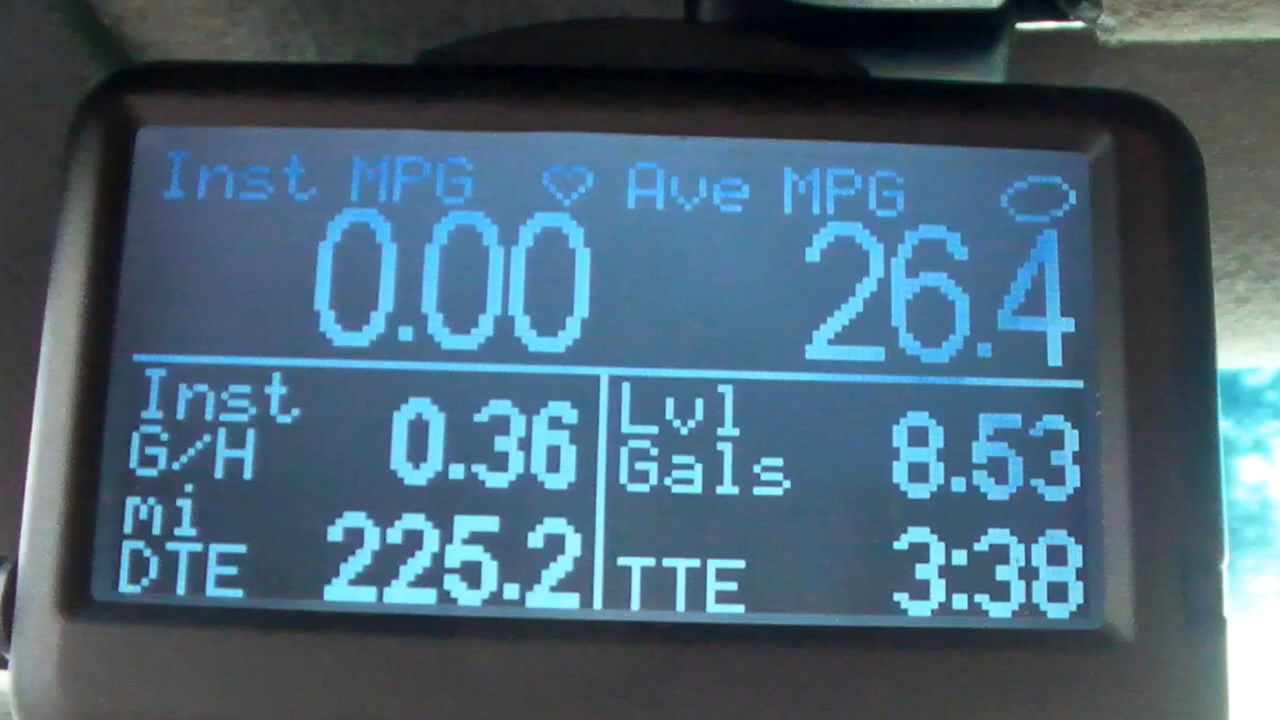 Inst MPG ♡ Ave MPG
0.00 26.4
Inst G/H 0.36
Lvl Gals 8.53
mi DTE 225.2
TTE 3:38